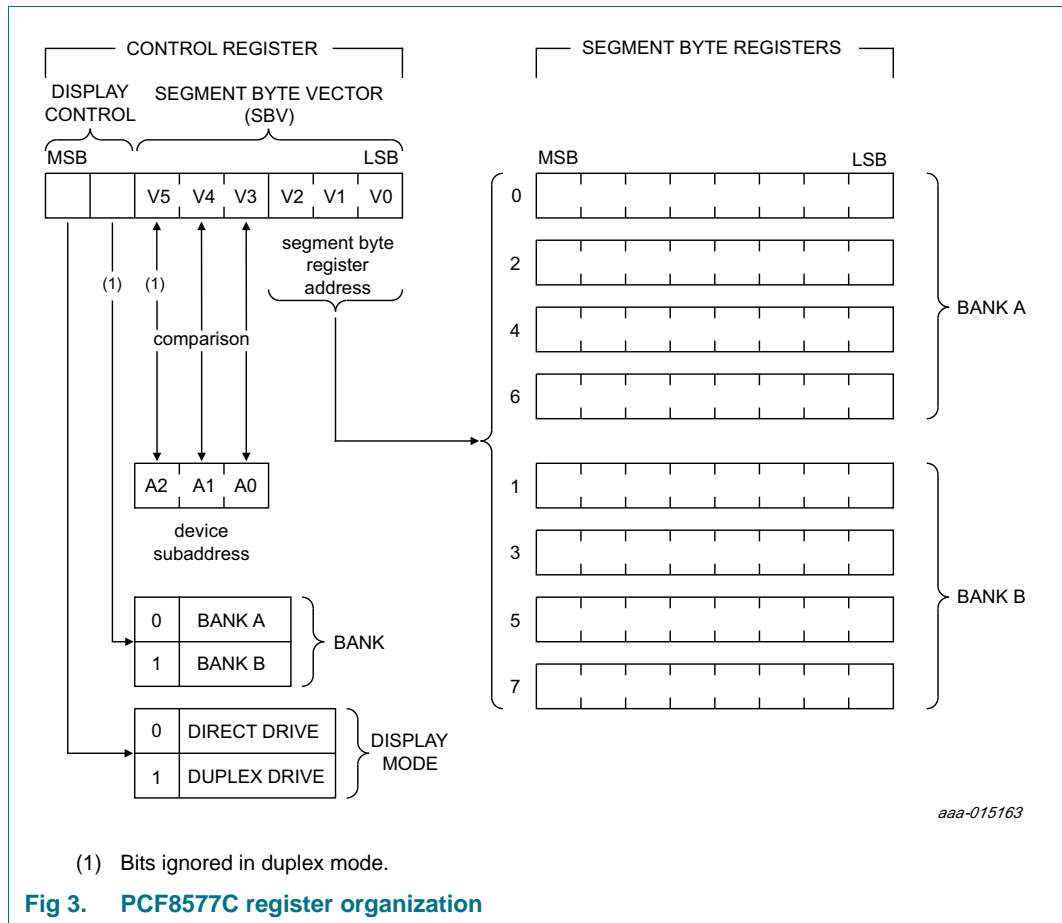 CONTROL REGISTER
SEGMENT BYTE REGISTERS
DISPLAY CONTROL
SEGMENT BYTE VECTOR (SBV)
MSB
LSB
V5 V4 V3 V2 V1 V0
(1) (1)
segment byte register address
comparison
A2 A1 A0
device subaddress
0 BANK A
1 BANK B
BANK
0 DIRECT DRIVE
1 DUPLEX DRIVE
DISPLAY MODE
MSB
LSB
0
2
4
6
BANK A
1
3
5
7
BANK B
aaa-015163
(1) Bits ignored in duplex mode.
Fig 3. PCF8577C register organization